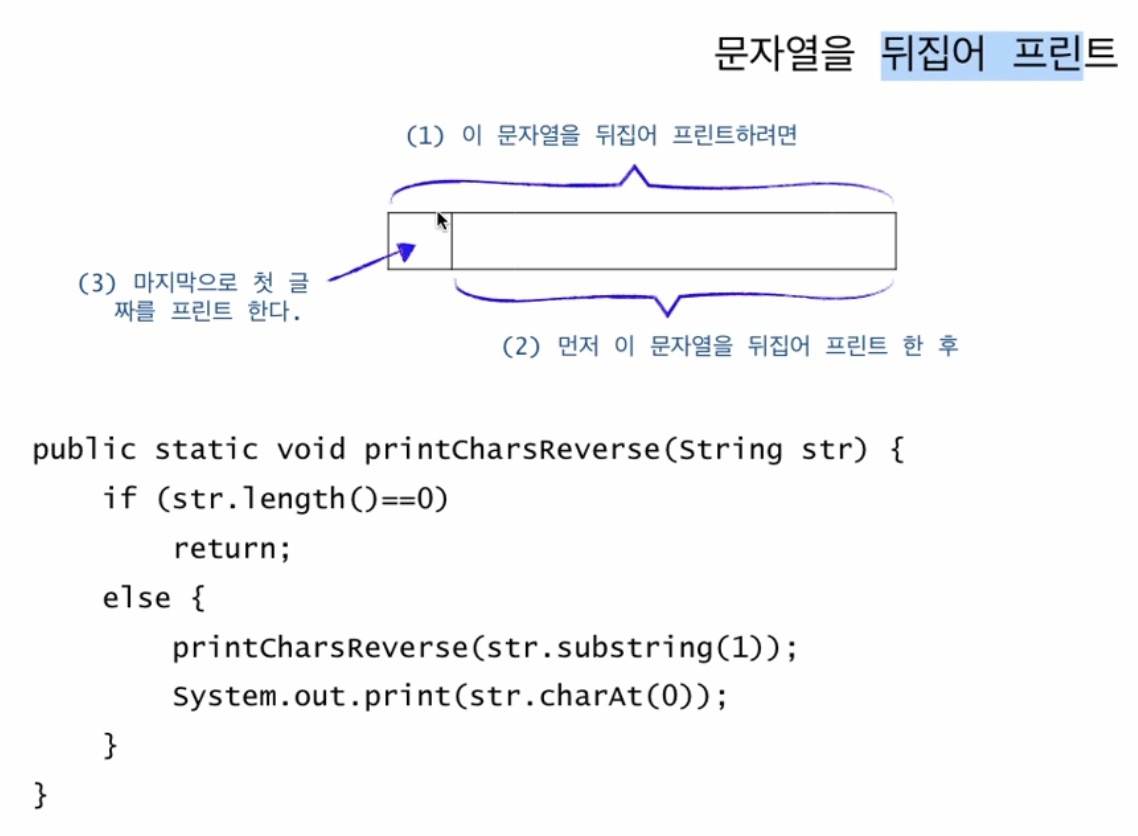 문자열을 뒤집어 프린트
(1) 이 문자열을 뒤집어 프린트하려면
(3) 마지막으로 첫 글
짜를 프린트 한다.
(2) 먼저 이 문자열을 뒤집어 프린트 한 후
public static void printCharsReverse(String str) {
if (str.length()==0)
return;
else {
printCharsReverse(str.substring(1));
System.out.print(str.charAt(0));
}
}